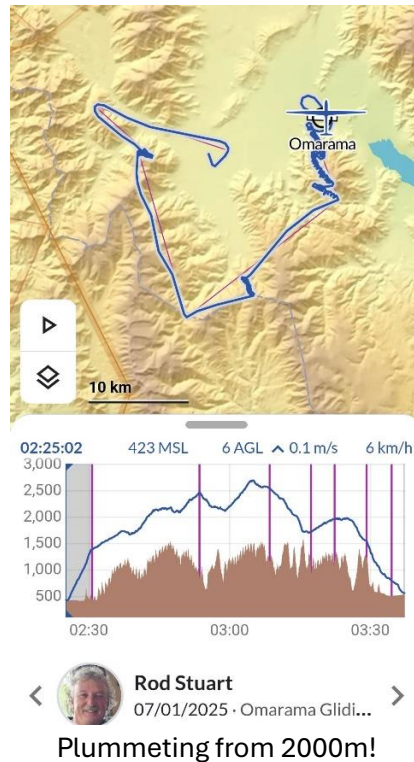 Omarama
10 km
02:25:02 423 MSL 6 AGL 0.1 m/s 6 km/h
3,000
2,500
2,000
1,500
1,000
500
02:30 03:00 03:30
Rod Stuart
07/01/2025 · Omarama Glidi...
Plummeting from 2000m!